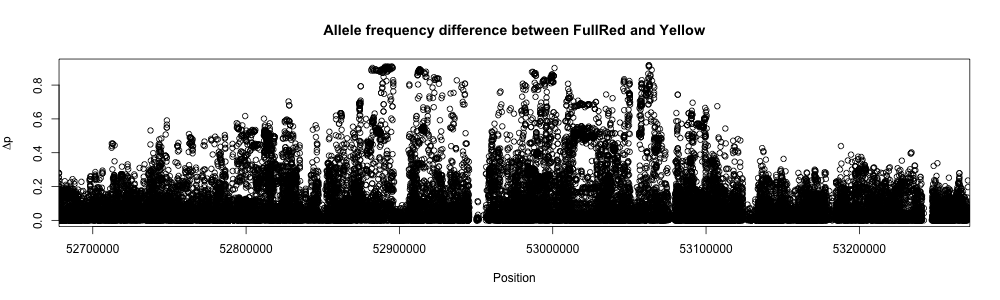 Allele frequency difference between FullRed and Yellow
Δp
0.8
0.6
0.4
0.2
0.0
52700000 52800000 52900000 53000000 53100000 53200000
Position